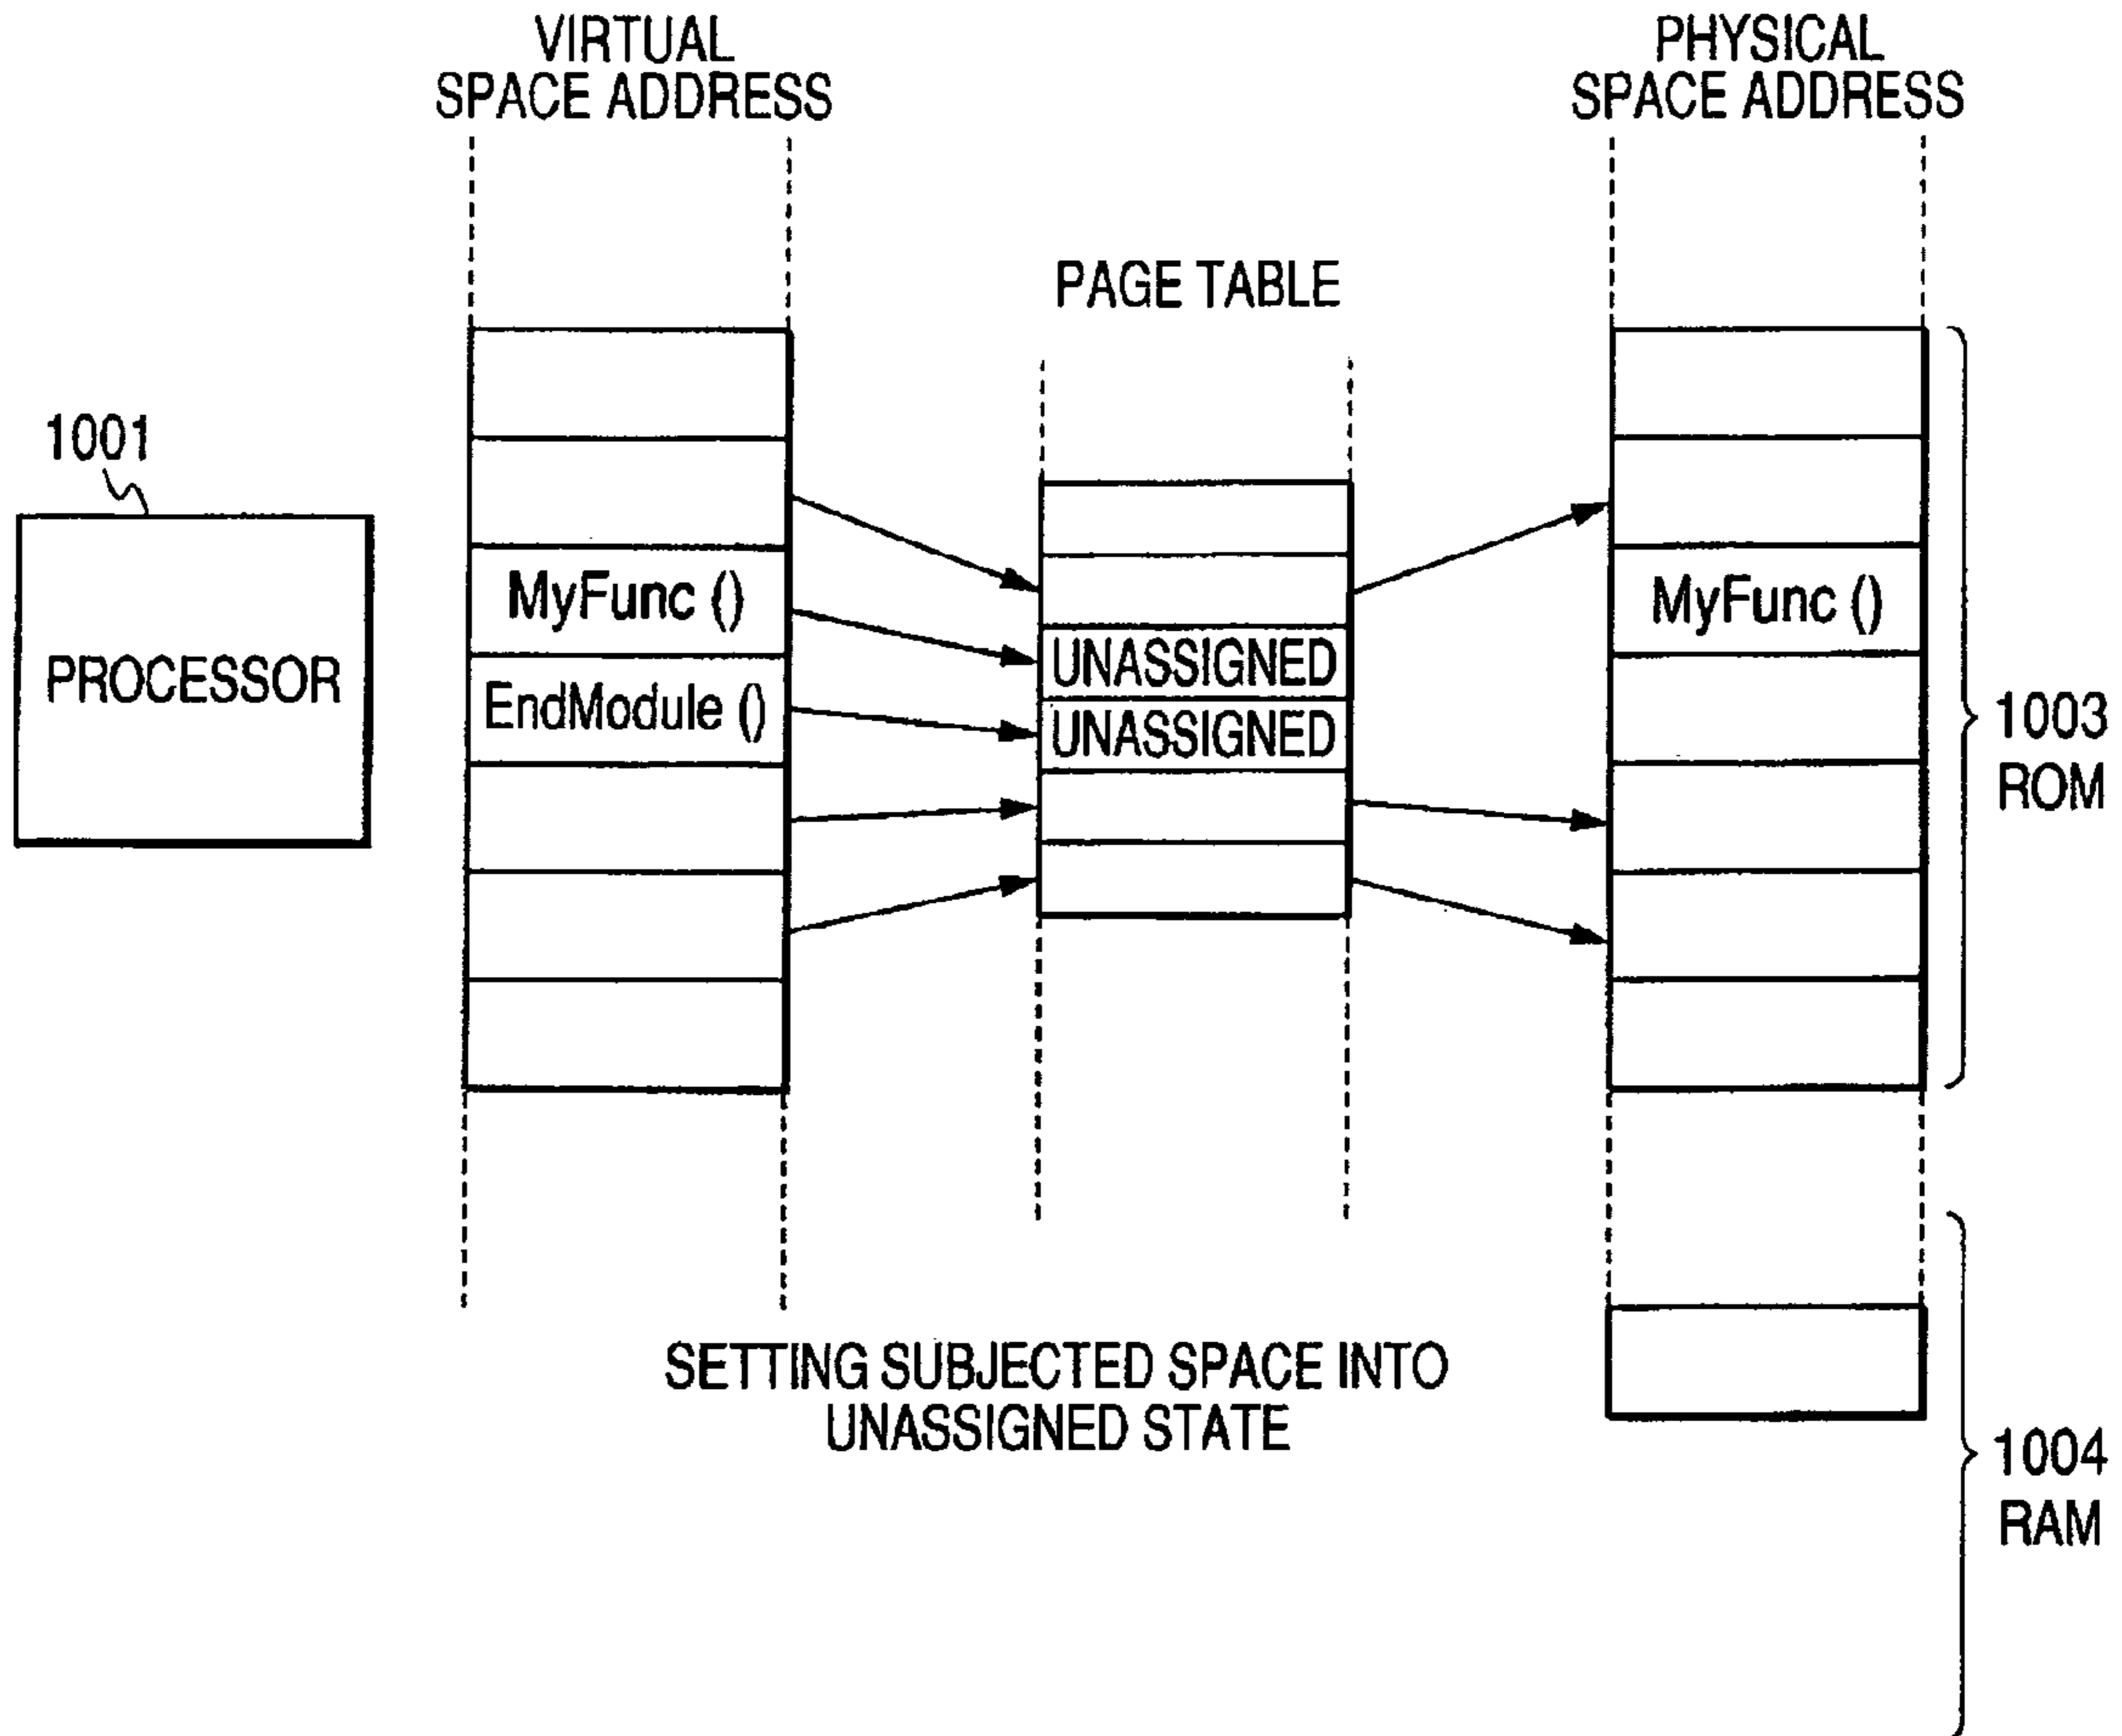 VIRTUAL
SPACE ADDRESS
PHYSICAL
SPACE ADDRESS
PAGE TABLE
1001
PROCESSOR
MyFunc ()
EndModule ()
UNASSIGNED
UNASSIGNED
MyFunc ()
1003
ROM
SETTING SUBJECTED SPACE INTO
UNASSIGNED STATE
1004
RAM